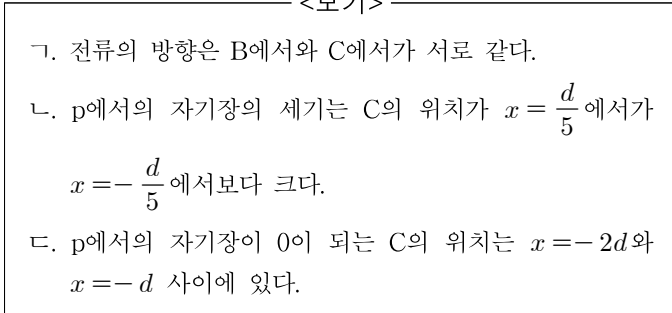 <보기>
ㄱ. 전류의 방향은 B에서와 C에서가 서로 같다.
ㄴ. p에서의 자기장의 세기는 C의 위치가 x = d/5 에서가
x = − d/5 에서보다 크다.
ㄷ. p에서의 자기장이 0이 되는 C의 위치는 x = − 2d와
x = − d 사이에 있다.